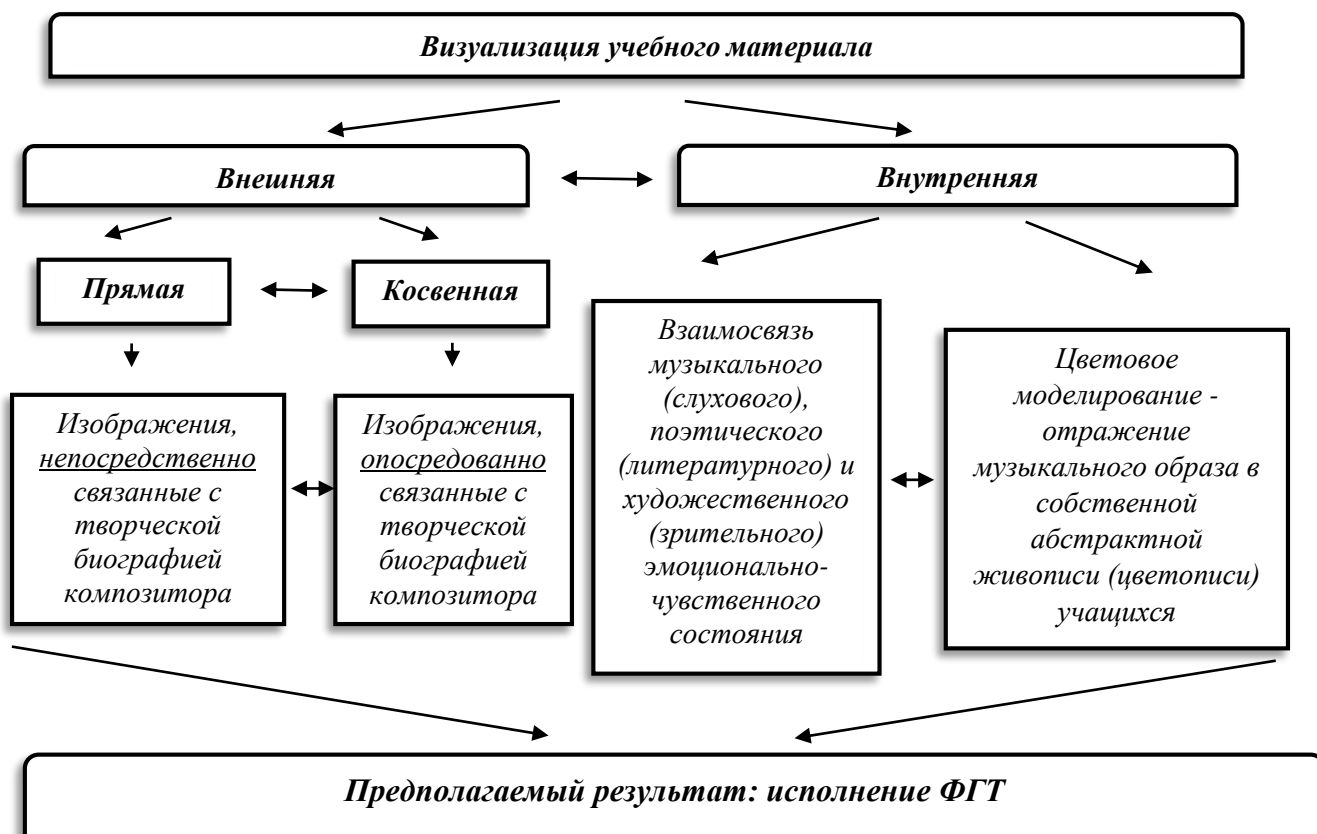 Визуализация учебного материала
Внешняя
Внутренняя
Прямая
Косвенная
Изображения,
непосредственно
связанные с
творческой
биографией
композитора
Изображения,
опосредованно
связанные с
творческой
биографией
композитора
Взаимосвязь
музыкального
(слухового),
поэтического
(литературного) и
художественного
(зрительного)
эмоционально-
чувственного
состояния
Цветовое
моделирование -
отражение
музыкального образа в
собственной
абстрактной
живописи (цветописи)
учащихся
Предполагаемый результат: исполнение ФГТ